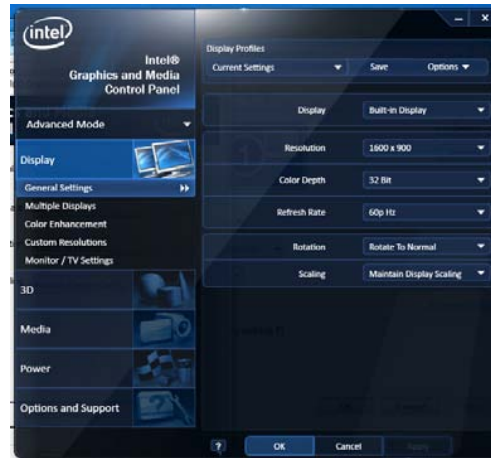 intel
Intel®
Graphics and Media
Control Panel
Advanced Mode
Display
General Settings
Multiple Displays
Color Enhancement
Custom Resolutions
Monitor / TV Settings
3D
Media
Power
Options and Support
Display Profiles
Current Settings
Save
Options
Display
Built-in Display
Resolution
1600 x 900
Color Depth
32 Bit
Refresh Rate
60p Hz
Rotation
Rotate To Normal
Scaling
Maintain Display Scaling
?
OK
Cancel
Apply